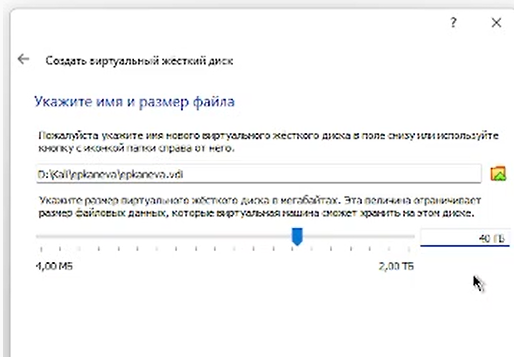 ?
Создать виртуальный жёсткий диск
Укажите имя и размер файла
Пожалуйста укажите имя нового виртуального жесткого диска в поле снизу или используйте
кнопку с иконкой папки справа от него.
D:\Kali\epkaneva\epkaneva.vdi
Укажите размер виртуального жёсткого диска в мегабайтах. Эта величина ограничивает
размер файловых данных, которые виртуальная машина сможет хранить на этом диске.
40 ГБ
4,00 МБ 2,00 ТБ